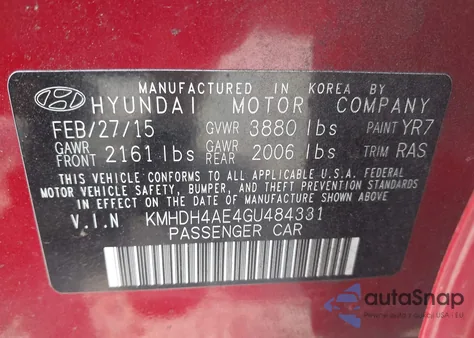 MANUFACTURED IN KOREA BY
HYUNDAI MOTOR COMPANY
FEB/27/15 GVWR 3880 lbs PAINT YR7
GAWR FRONT 2161 lbs GAWR REAR 2006 lbs TRIM RAS
THIS VEHICLE CONFORMS TO ALL APPLICABLE FEDERAL
MOTOR VEHICLE SAFETY, BUMPER, AND THEFT PREVENTION
STANDARDS IN EFFECT ON THE DATE OF MANUFACTURE SHOWN ABOVE.
V.I.N KMHDH4AE4GU484331
PASSENGER CAR
autoSnap